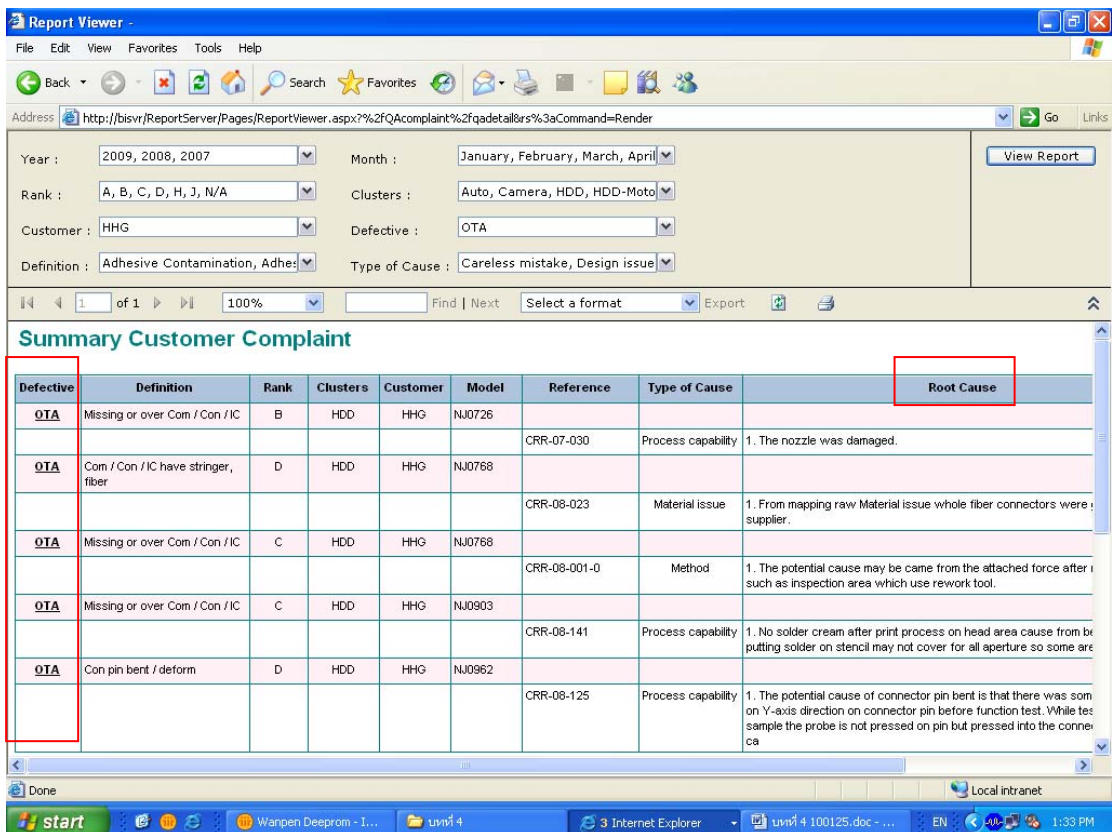 Report Viewer -
File Edit View Favorites Tools Help
Back Search Favorites
Address http://bisvr/ReportServer/Pages/ReportViewer.aspx?%2fQAcomplaint%2fqadetail&rs%3aCommand=Render Go Links
Year : 2009, 2008, 2007 Month : January, February, March, April View Report
Rank : A, B, C, D, H, J, N/A Clusters : Auto, Camera, HDD, HDD-Moto
Customer : HHG Defective : OTA
Definition : Adhesive Contamination, Adhes Type of Cause : Careless mistake, Design issue
1 of 1 100% Find | Next Select a format Export
Summary Customer Complaint
Defective Definition Rank Clusters Customer Model Reference Type of Cause Root Cause
OTA Missing or over Com / Con / IC B HDD HHG NJ0726
CRR-07-030 Process capability 1. The nozzle was damaged.
OTA Com / Con / IC have stringer, D HDD HHG NJ0768
fiber
CRR-08-023 Material issue 1. From mapping raw Material issue whole fiber connectors were
supplier.
OTA Missing or over Com / Con / IC C HDD HHG NJ0768
CRR-08-001-0 Method 1. The potential cause may be came from the attached force after
such as inspection area which use rework tool.
OTA Missing or over Com / Con / IC C HDD HHG NJ0903
CRR-08-141 Process capability 1. No solder cream after print process on head area cause from be
putting solder on stencil may not cover for all aperture so some are
OTA Con pin bent / deform D HDD HHG NJ0962
CRR-08-125 Process capability 1. The potential cause of connector pin bent is that there was som
on Y-axis direction on connector pin before function test. While tes
sample the probe is not pressed on pin but pressed into the conne
ca
Done Local intranet
start Wanpen Deeprom - I... บทที่ 4 3 Internet Explorer บทที่ 4 100125.doc - ... EN 1:33 PM